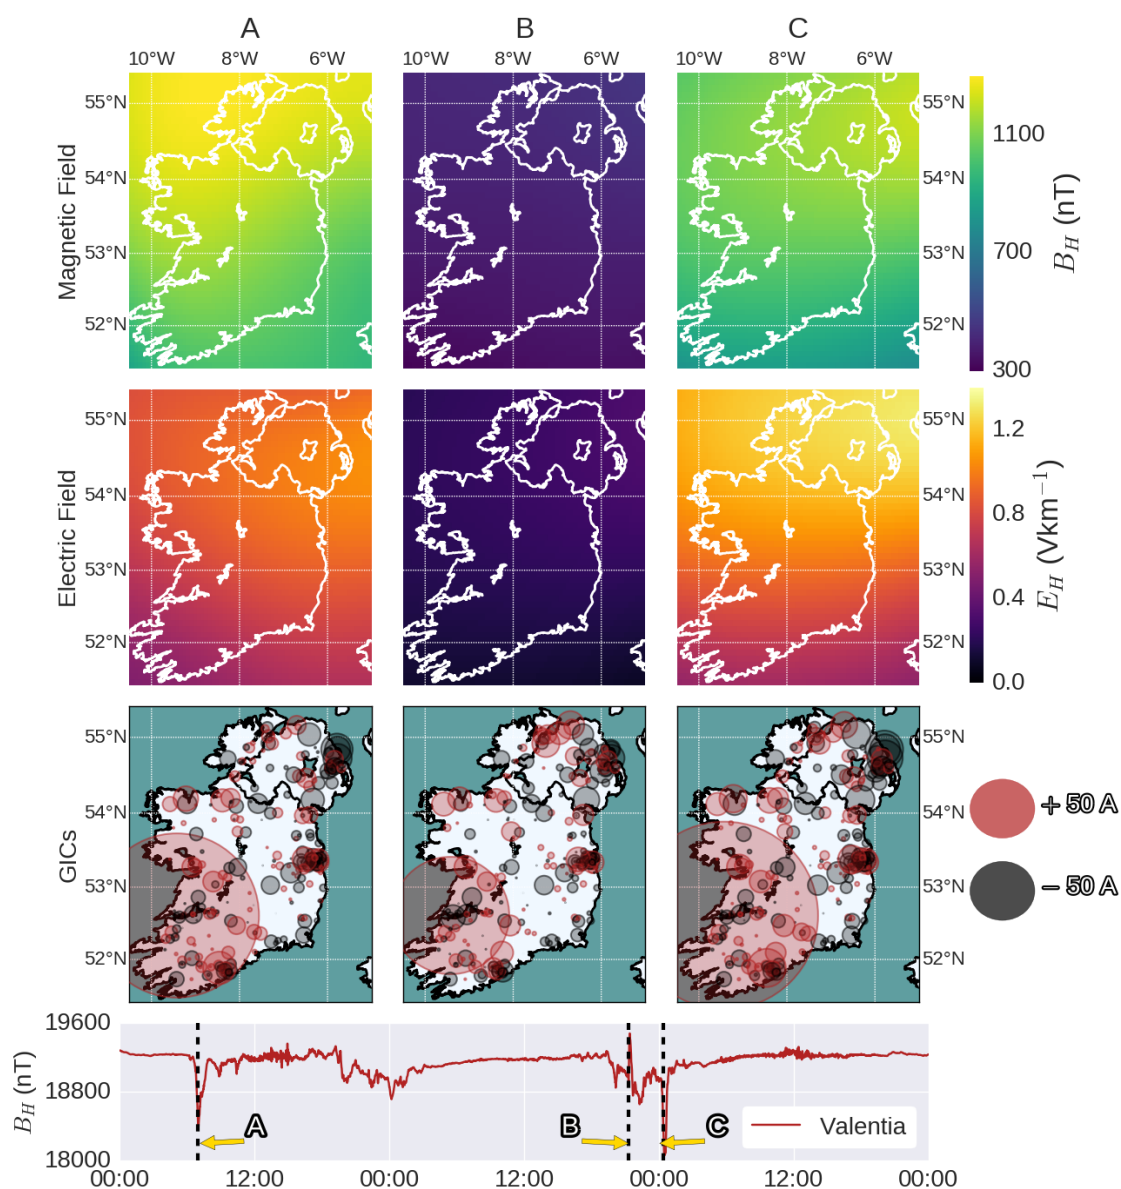 A B C
10°W 8°W 6°W 10°W 8°W 6°W 10°W 8°W 6°W
Magnetic Field
55°N
54°N
53°N
52°N
55°N
54°N
53°N
52°N
1100
700
300
B_H (nT)
Electric Field
55°N
54°N
53°N
52°N
55°N
54°N
53°N
52°N
1.2
0.8
0.4
0.0
E_H (Vkm⁻¹)
GICs
55°N
54°N
53°N
52°N
55°N
54°N
53°N
52°N
+ 50 A
− 50 A
B_H (nT)
19600
18800
18000
A
B
C
Valentia
00:00 12:00 00:00 12:00 00:00 12:00 00:00